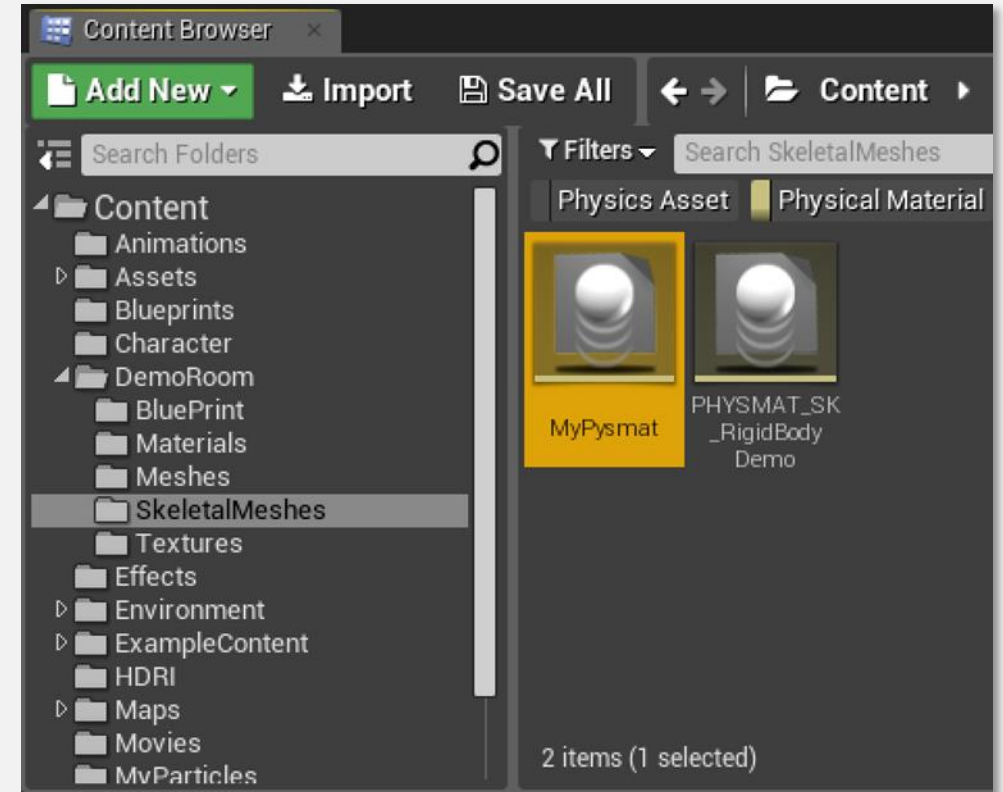 Content Browser
Add New Import Save All Content
Search Folders
Content
Animations
Assets
Blueprints
Character
DemoRoom
BluePrint
Materials
Meshes
SkeletalMeshes
Textures
Effects
Environment
ExampleContent
HDRI
Maps
Movies
MyParticles
Filters Search SkeletalMeshes
Physics Asset Physical Material
MyPysmat
PHYSMAT_SK
_RigidBody
Demo
2 items (1 selected)